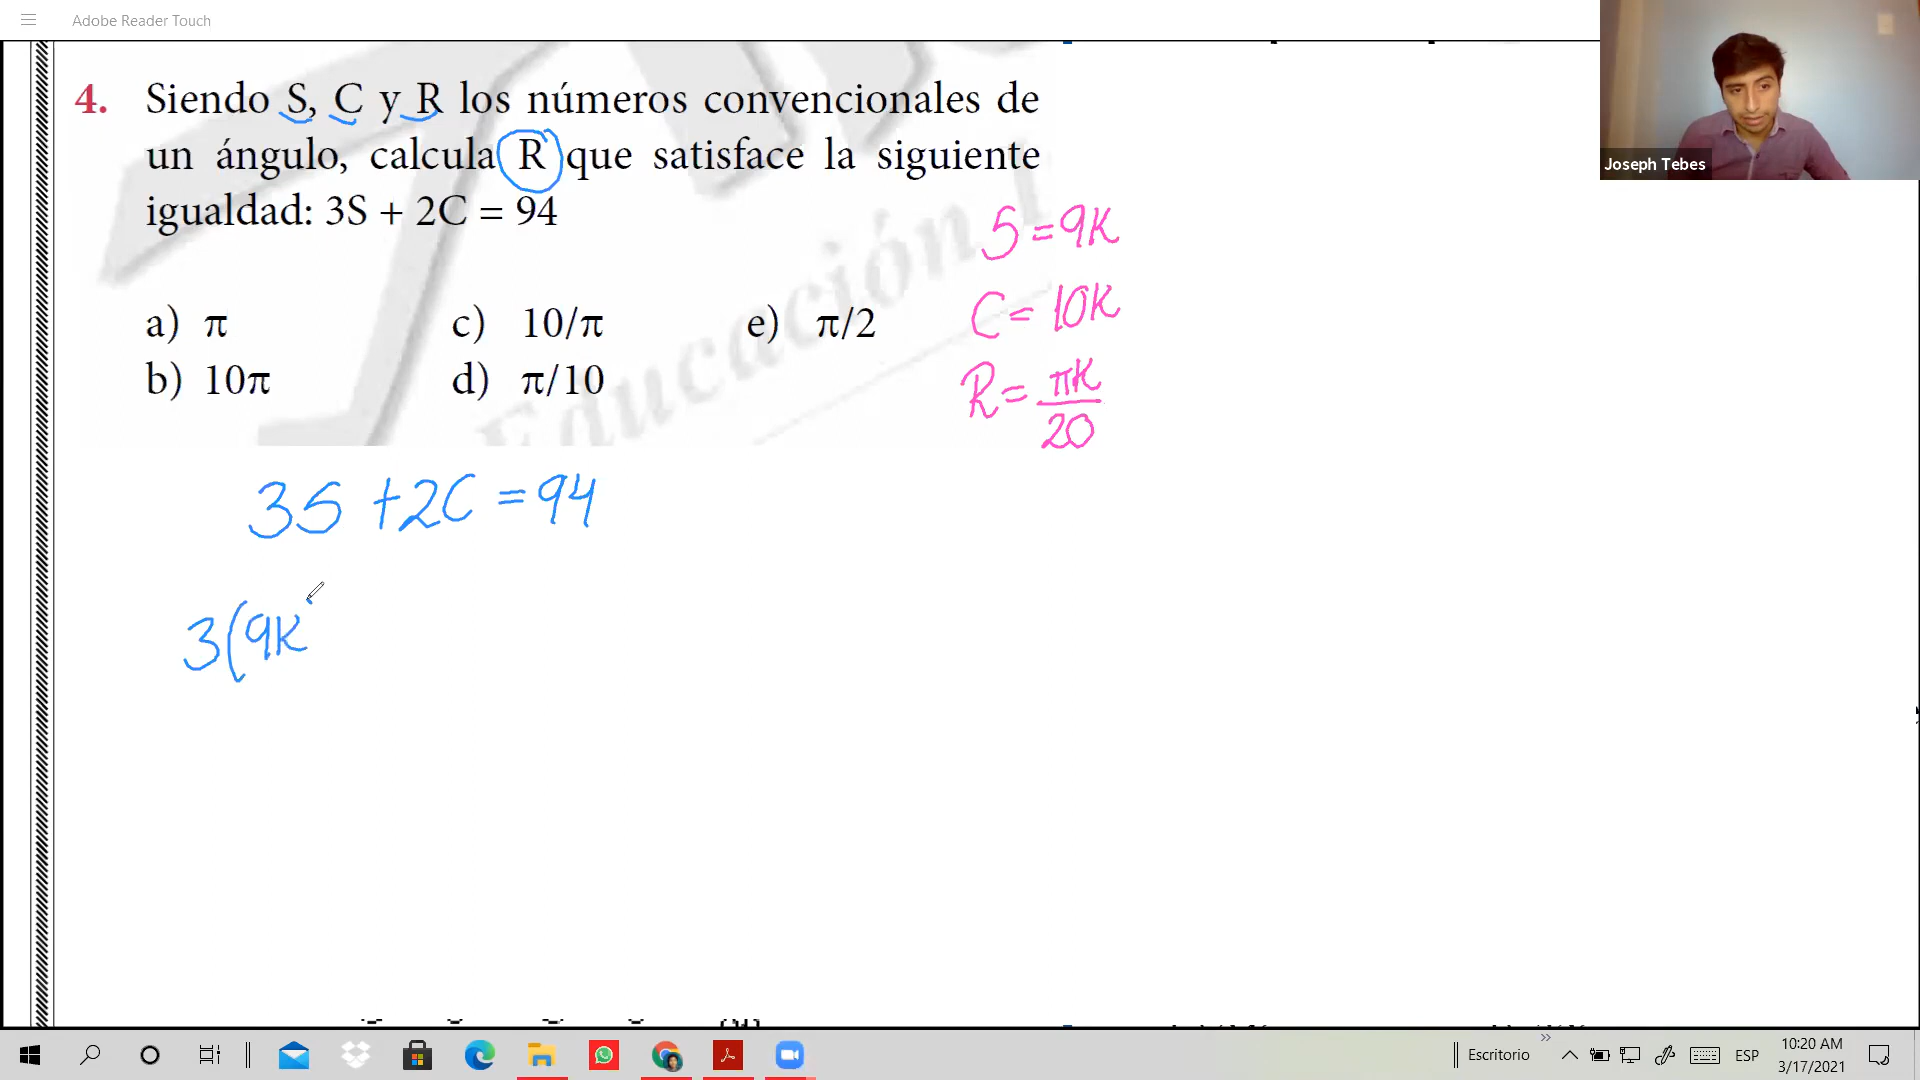 Adobe Reader Touch
4. Siendo S, C y R los números convencionales de
un ángulo, calcula R que satisface la siguiente
igualdad: 3S + 2C = 94
a) π c) 10/π e) π/2
b) 10π d) π/10
S = 9K
C = 10K
R = πK/20
3S + 2C = 94
3(9K
Educación
Joseph Tebes
Escritorio
ESP
10:20 AM
3/17/2021